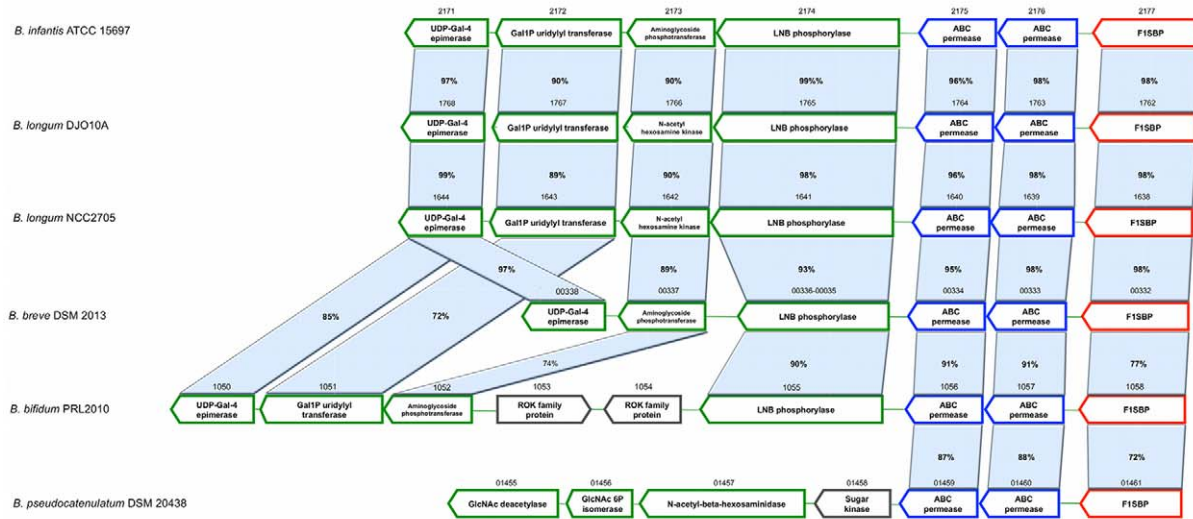 2171 2172 2173 2174 2175 2176 2177
B. infantis ATCC 15697
UDP-Gal-4 epimerase
Gal1P uridylyl transferase
Aminoglycoside phosphotransferase
LNB phosphorylase
ABC permease
ABC permease
F1SBP
97% 90% 90% 99%% 96%% 98% 98%
1768 1767 1766 1765 1764 1763 1762
B. longum DJO10A
UDP-Gal-4 epimerase
Gal1P uridylyl transferase
N-acetyl hexosamine kinase
LNB phosphorylase
ABC permease
ABC permease
F1SBP
99% 89% 90% 98% 96% 98% 98%
1644 1643 1642 1641 1640 1639 1638
B. longum NCC2705
UDP-Gal-4 epimerase
Gal1P uridylyl transferase
N-acetyl hexosamine kinase
LNB phosphorylase
ABC permease
ABC permease
F1SBP
97% 89% 93% 95% 98% 98%
00338 00337 00336-00035 00334 00333 00332
B. breve DSM 2013
85% 72%
UDP-Gal-4 epimerase
Aminoglycoside phosphotransferase
LNB phosphorylase
ABC permease
ABC permease
F1SBP
74% 90% 91% 91% 77%
1050 1051 1052 1053 1054 1055 1056 1057 1058
B. bifidum PRL2010
UDP-Gal-4 epimerase
Gal1P uridylyl transferase
Aminoglycoside phosphotransferase
ROK family protein
ROK family protein
LNB phosphorylase
ABC permease
ABC permease
F1SBP
87% 88% 72%
01455 01456 01457 01458 01459 01460 01461
B. pseudocatenulatum DSM 20438
GlcNAc deacetylase
GlcNAc 6P isomerase
N-acetyl-beta-hexosaminidase
Sugar kinase
ABC permease
ABC permease
F1SBP